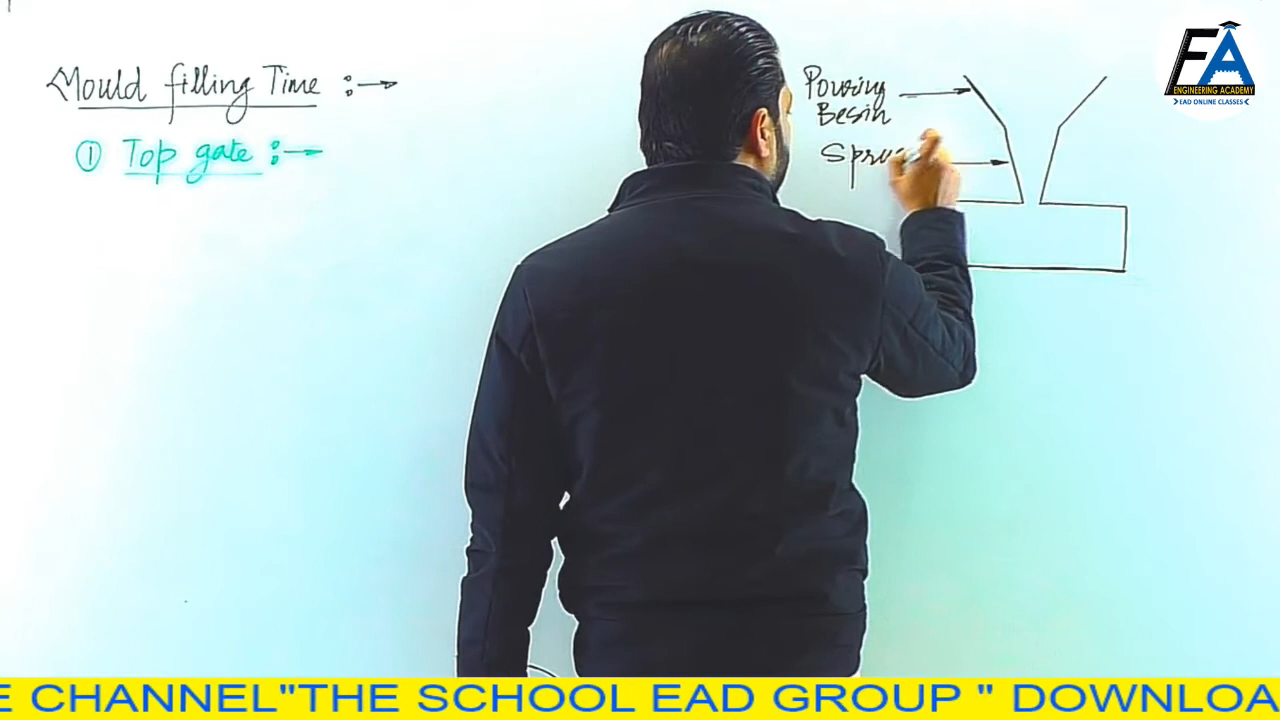 Mould filling Time :→
① Top gate :→
Pouring
Besin
ENGINEERING ACADEMY
EAD ONLINE CLASSES
E CHANNEL"THE SCHOOL EAD GROUP " DOWNLOA